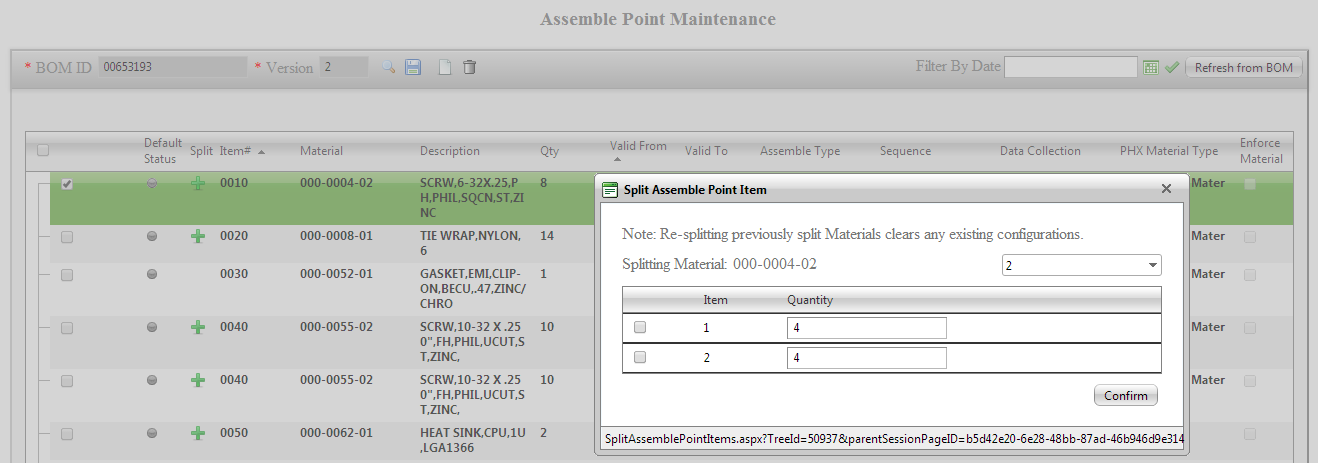 Assemble Point Maintenance
* BOM ID 00653193 * Version 2 Filter By Date Refresh from BOM
Default Status Split Item# Material Description Qty Valid From Valid To Assemble Type Sequence Data Collection PHX Material Type Enforce Material
0010 000-0004-02 SCRW,6-32X.25,P 8 Mater
H,PHIL,SQCN,ST,ZI
NC
0020 000-0008-01 TIE WRAP,NYLON, 14 Mater
6
0030 000-0052-01 GASKET,EMI,CLIP- 1 Mater
ON,BECU,.47,ZINC/
CHRO
0040 000-0055-02 SCRW,10-32 X .25 10 Mater
0",FH,PHIL,UCUT,S
T,ZINC,
0040 000-0055-02 SCRW,10-32 X .25 10 Mater
0",FH,PHIL,UCUT,S
T,ZINC,
0050 000-0062-01 HEAT SINK,CPU,1U 2 Mater
,LGA1366
Split Assemble Point Item
Note: Re-splitting previously split Materials clears any existing configurations.
Splitting Material: 000-0004-02 2
Item Quantity
1 4
2 4
Confirm
SplitAssemblePointItems.aspx?TreeId=50937&parentSessionPageID=b5d42e20-6e28-48bb-87ad-46b946d9e314